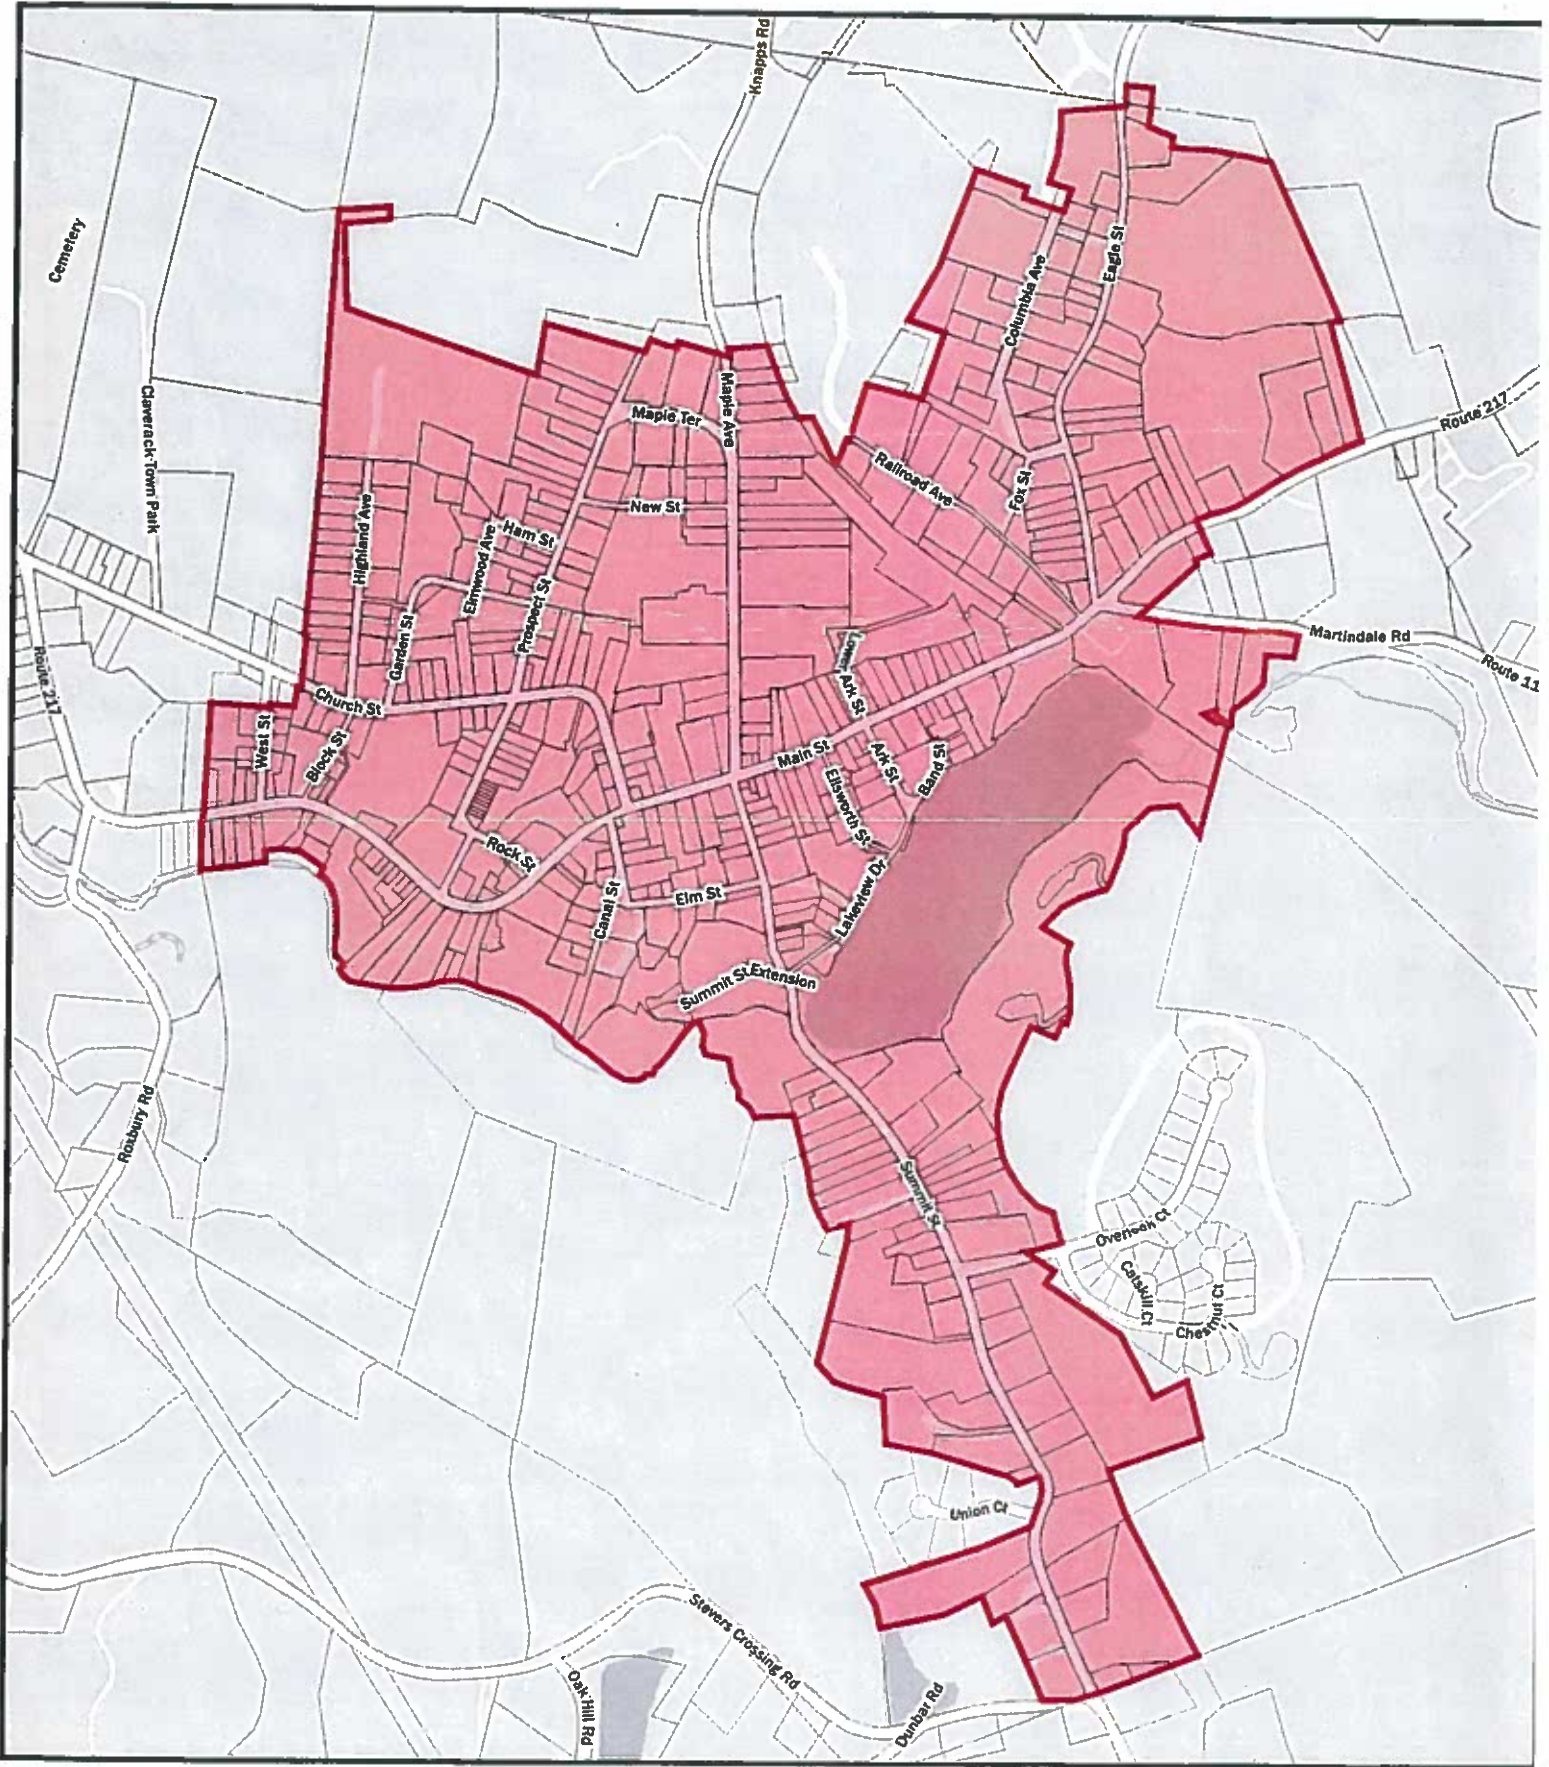 Knapps Rd
Cemetery
Claverack Town Park
Columbia Ave
Eagle St
Route 217
Maple Ter
Maple Ave
Railroad Ave
Fox St
New St
Highland Ave
Ham St
Elmwood Ave
Prospect St
Garden St
Martindale Rd
Route 11
Route 217
Lower Ark St
Church St
West St
Block St
Main St
Ark St
Band St
Ellsworth St
Rock St
Elm St
Canal St
Lakeview Dr
Summit St Extension
Roxbury Rd
Summit St
Overlook Ct
Catskill Ct
Chestnut Ct
Union Ct
Stevers Crossing Rd
Oak Hill Rd
Dunbar Rd